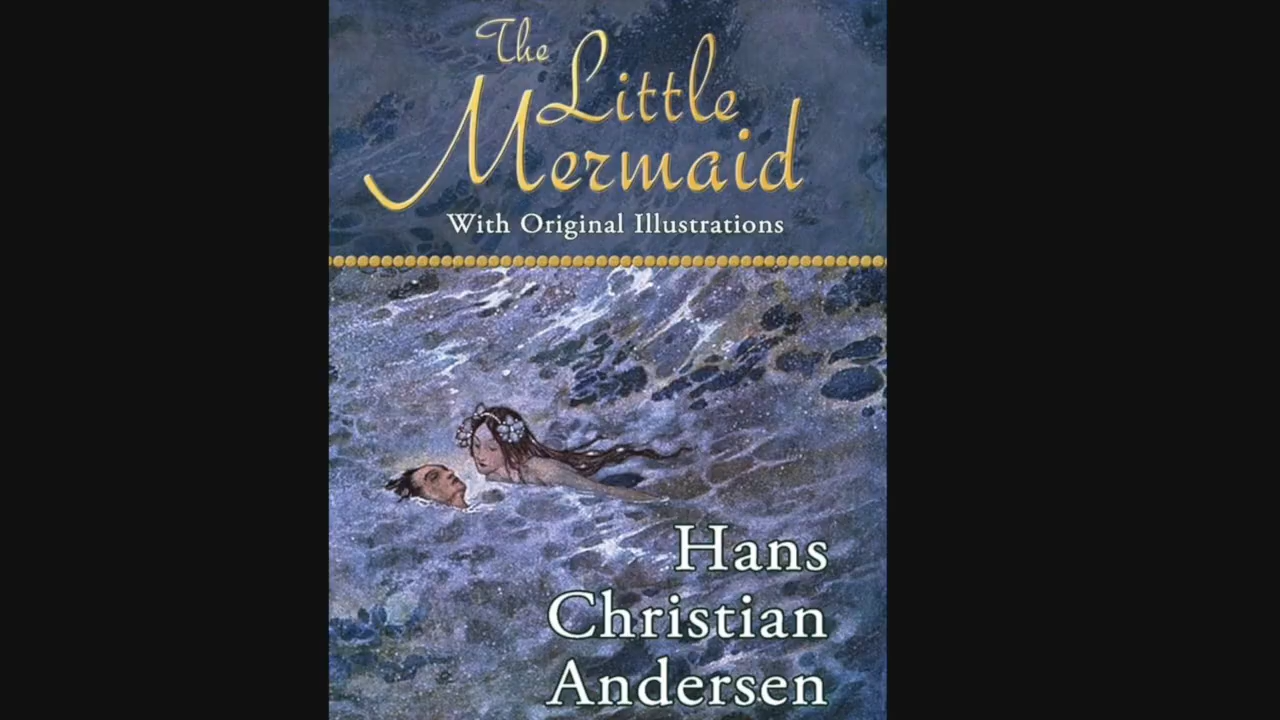 The
Little
Mermaid
With Original Illustrations
Hans
Christian
Andersen